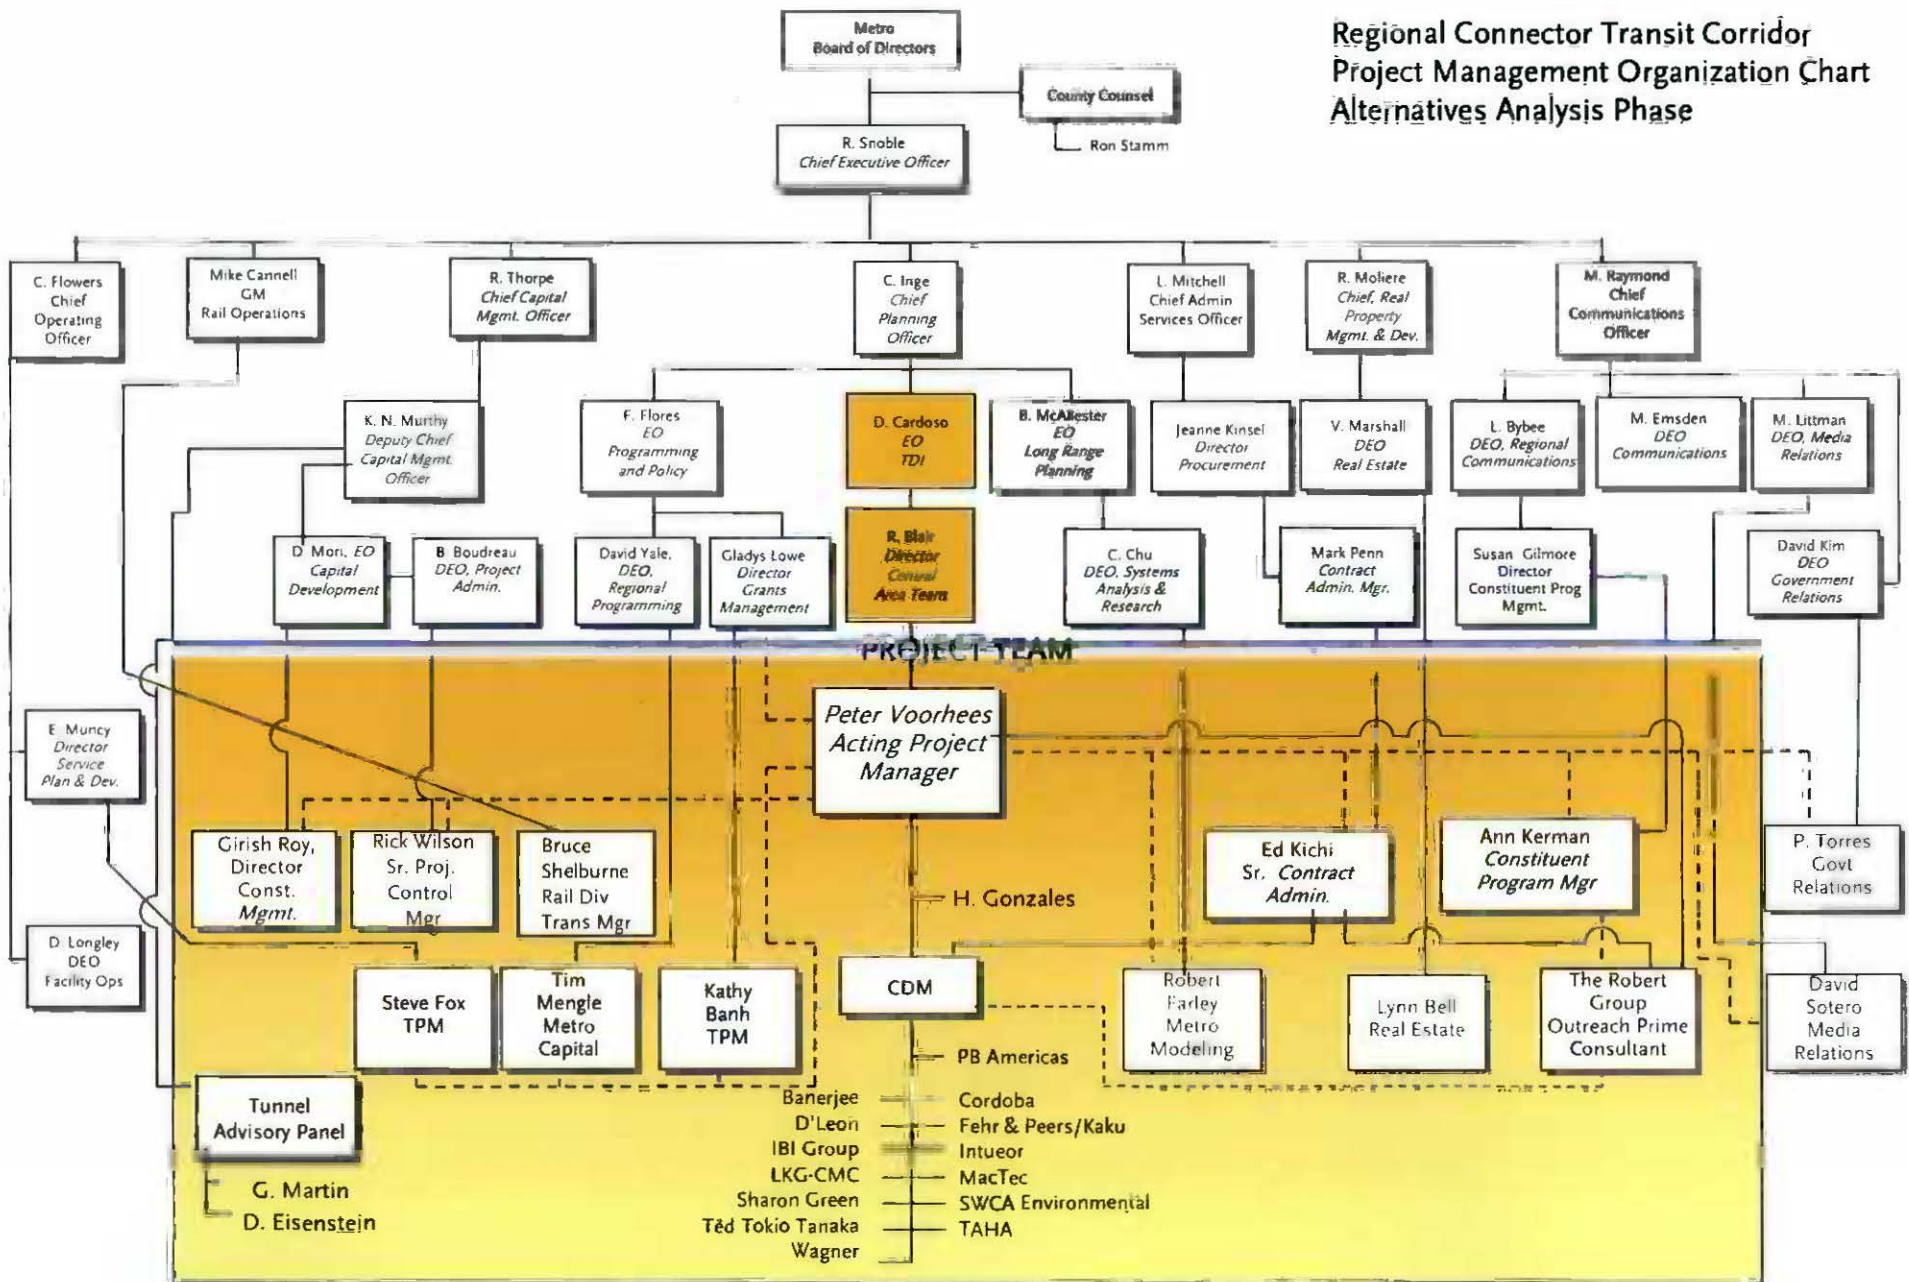 Regional Connector Transit Corridor
Project Management Organization Chart
Alternatives Analysis Phase
Metro
Board of Directors
County Counsel
Ron Stamm
R. Snoble
Chief Executive Officer
C. Flowers
Chief
Operating
Officer
Mike Cannell
GM
Rail Operations
R. Thorpe
Chief Capital
Mgmt. Officer
C. Inge
Chief
Planning
Officer
L. Mitchell
Chief Admin
Services Officer
R. Moliere
Chief, Real
Property
Mgmt. & Dev.
M. Raymond
Chief
Communications
Officer
K. N. Murthy
Deputy Chief
Capital Mgmt.
Officer
F. Flores
EO
Programming
and Policy
D. Cardoso
EO
TDI
B. McAllester
EO
Long Range
Planning
Jeanne Kinsel
Director
Procurement
V. Marshall
DEO
Real Estate
L. Bybee
DEO, Regional
Communications
M. Emsden
DEO
Communications
M. Littman
DEO, Media
Relations
D. Mori, EO
Capital
Development
B. Boudreau
DEO, Project
Admin.
David Yale,
DEO,
Regional
Programming
Gladys Lowe
Director
Grants
Management
R. Blair
Director
Central
Area Team
C. Chu
DEO, Systems
Analysis &
Research
Mark Penn
Contract
Admin. Mgr.
Susan Gilmore
Director
Constituent Prog
Mgmt.
David Kim
DEO
Government
Relations
PROJECT TEAM
Peter Voorhees
Acting Project
Manager
E. Muncy
Director
Service
Plan & Dev.
Girish Roy,
Director
Const.
Mgmt.
Rick Wilson
Sr. Proj.
Control
Mgr
Bruce
Shelburne
Rail Div
Trans Mgr
H. Gonzales
Ed Kichi
Sr. Contract
Admin.
Ann Kerman
Constituent
Program Mgr
P. Torres
Govt
Relations
D. Longley
DEO
Facility Ops
Steve Fox
TPM
Tim
Mengle
Metro
Capital
Kathy
Banh
TPM
CDM
Robert
Farley
Metro
Modeling
Lynn Bell
Real Estate
The Robert
Group
Outreach Prime
Consultant
David
Sotero
Media
Relations
Tunnel
Advisory Panel
G. Martin
D. Eisenstein
PB Americas
Banerjee
Cordoba
D'Leon
Fehr & Peers/Kaku
IBI Group
Intueor
LKG-CMC
MacTec
Sharon Green
SWCA Environmental
Ted Tokio Tanaka
TAHA
Wagner